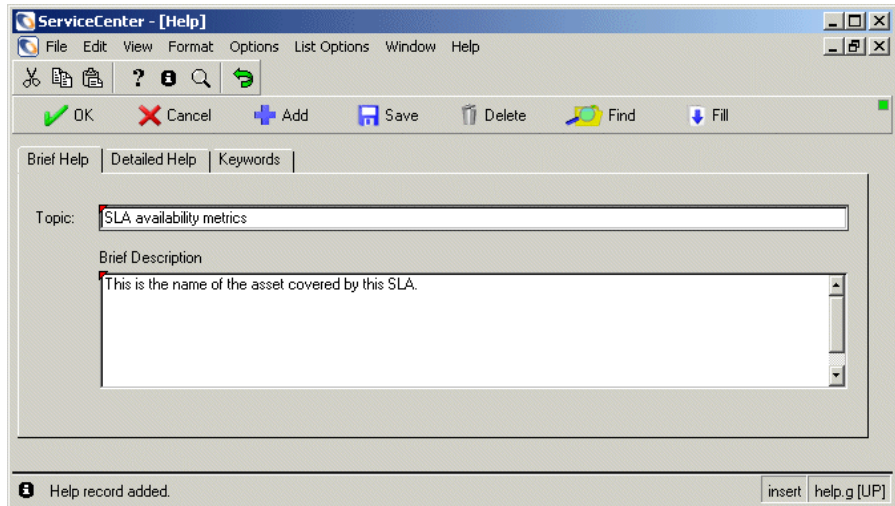 ServiceCenter - [Help]
File Edit View Format Options List Options Window Help
?
OK Cancel Add Save Delete Find Fill
Brief Help Detailed Help Keywords
Topic: SLA availability metrics
Brief Description
This is the name of the asset covered by this SLA.
Help record added. insert help.g [UP]